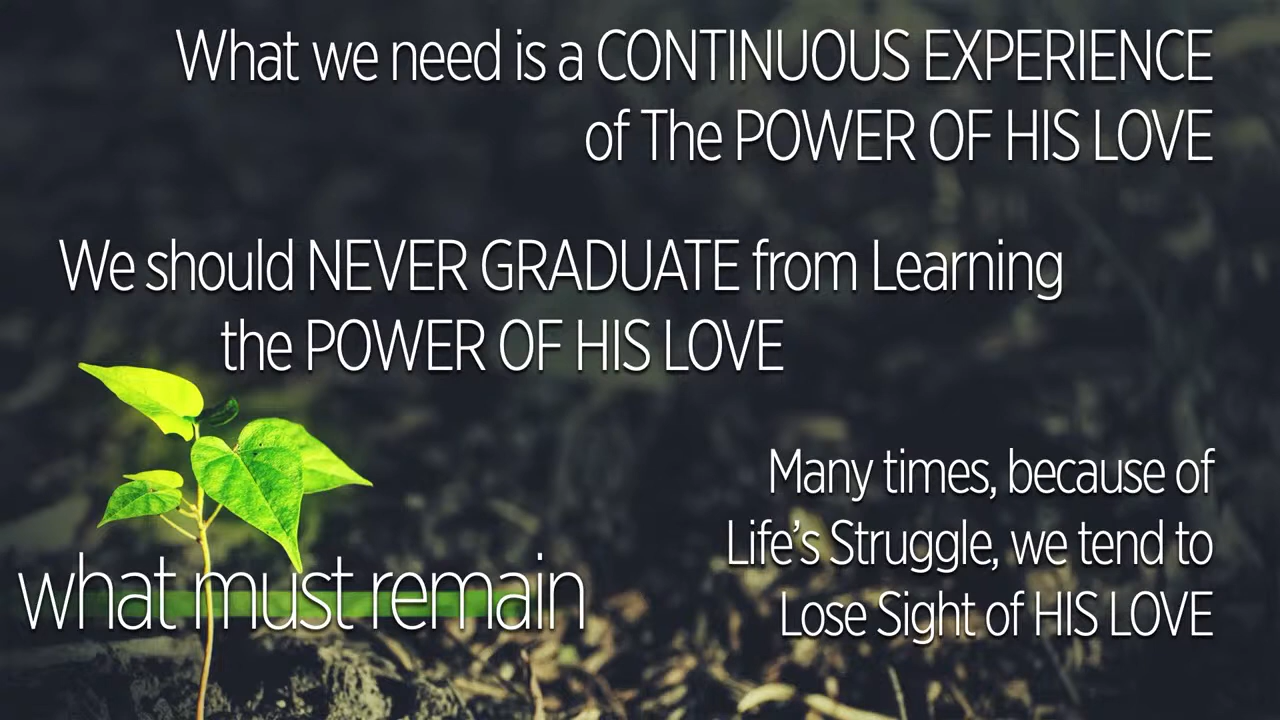 What we need is a CONTINUOUS EXPERIENCE
of The POWER OF HIS LOVE
We should NEVER GRADUATE from Learning
the POWER OF HIS LOVE
Many times, because of
Life’s Struggle, we tend to
Lose Sight of HIS LOVE
what must remain